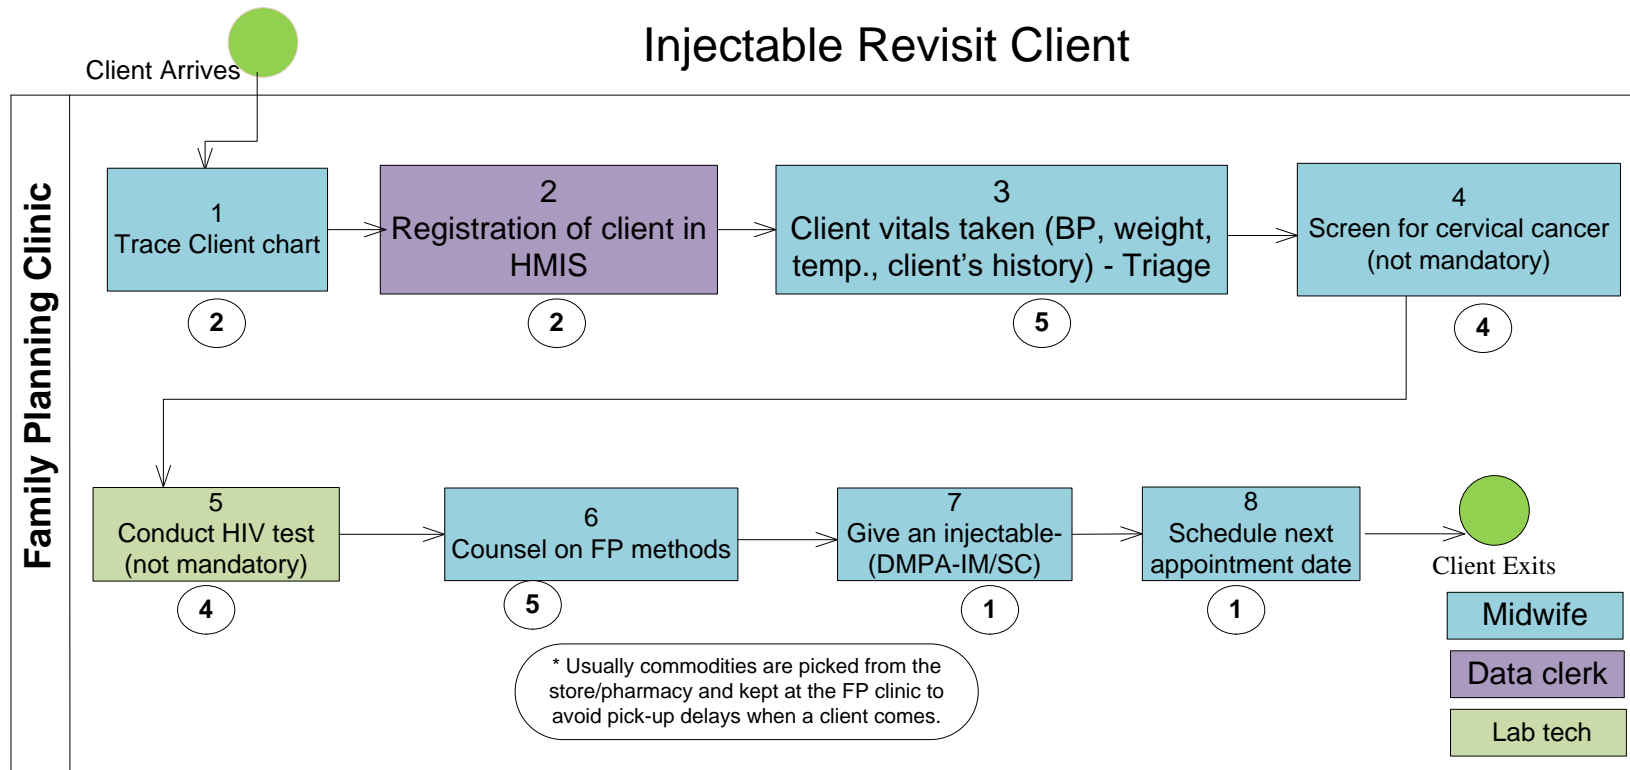 Injectable Revisit Client
Client Arrives
Family Planning Clinic
1
Trace Client chart
2
2
Registration of client in
HMIS
2
3
Client vitals taken (BP, weight,
temp., client's history) - Triage
5
4
Screen for cervical cancer
(not mandatory)
4
5
Conduct HIV test
(not mandatory)
4
6
Counsel on FP methods
5
7
Give an injectable-
(DMPA-IM/SC)
1
8
Schedule next
appointment date
1
Client Exits
* Usually commodities are picked from the
store/pharmacy and kept at the FP clinic to
avoid pick-up delays when a client comes.
Midwife
Data clerk
Lab tech